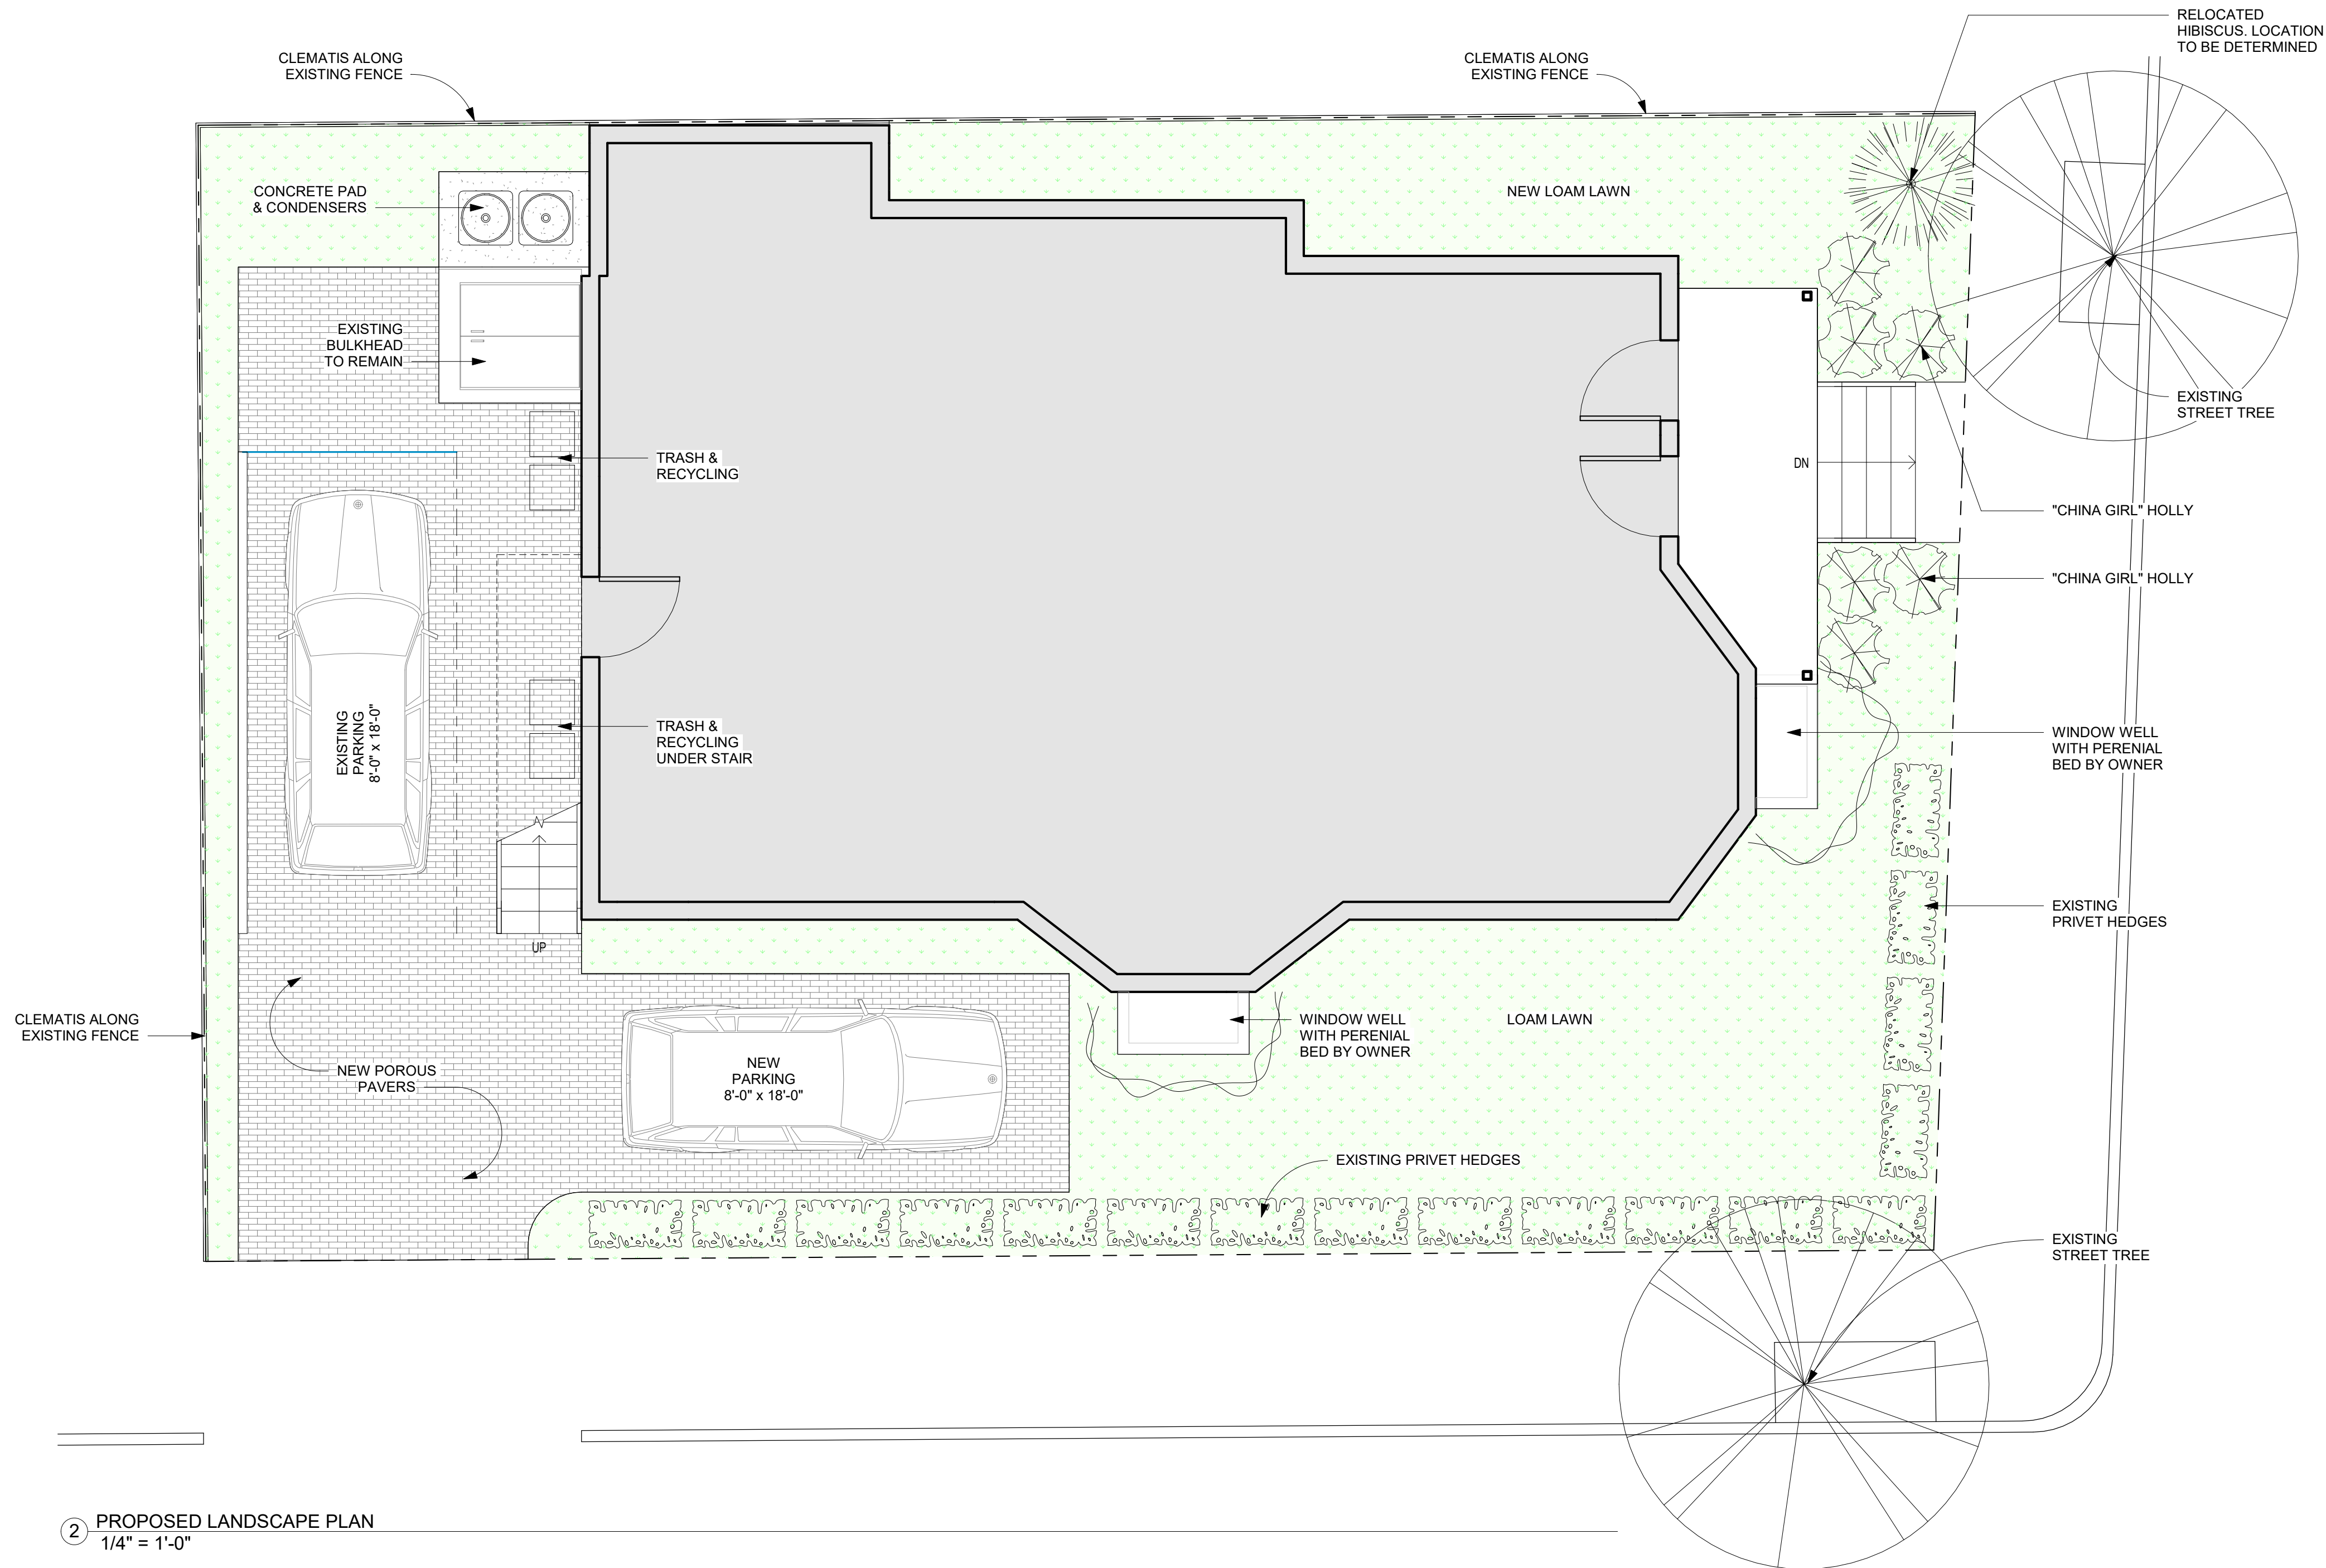 RELOCATED
HIBISCUS. LOCATION
TO BE DETERMINED
CLEMATIS ALONG
EXISTING FENCE
CLEMATIS ALONG
EXISTING FENCE
CONCRETE PAD
& CONDENSERS
NEW LOAM LAWN
EXISTING
BULKHEAD
TO REMAIN
EXISTING
STREET TREE
TRASH &
RECYCLING
DN
"CHINA GIRL" HOLLY
"CHINA GIRL" HOLLY
EXISTING
PARKING
8'-0" x 18'-0"
TRASH &
RECYCLING
UNDER STAIR
WINDOW WELL
WITH PERENIAL
BED BY OWNER
EXISTING
PRIVET HEDGES
UP
CLEMATIS ALONG
EXISTING FENCE
WINDOW WELL
WITH PERENIAL
BED BY OWNER
LOAM LAWN
NEW POROUS
PAVERS
NEW
PARKING
8'-0" x 18'-0"
EXISTING PRIVET HEDGES
EXISTING
STREET TREE
2 PROPOSED LANDSCAPE PLAN
1/4" = 1'-0"